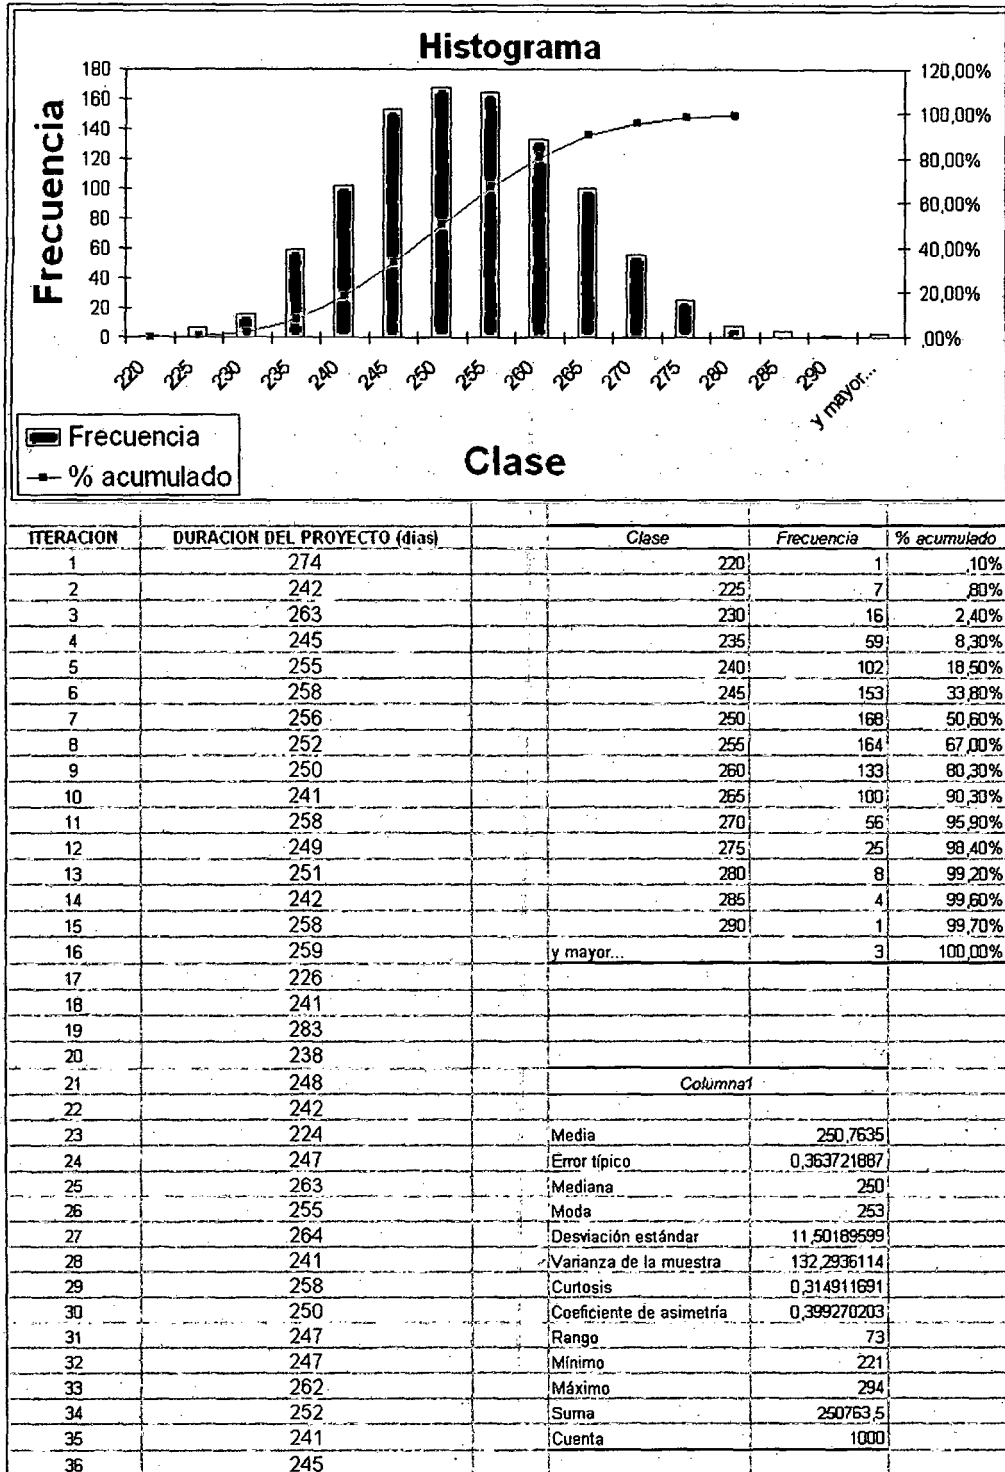 Histograma
Frecuencia
180
160
140
120
100
80
60
40
20
0
120,00%
100,00%
80,00%
60,00%
40,00%
20,00%
,00%
220 225 230 235 240 245 250 255 260 265 270 275 280 285 290 y mayor...
Frecuencia
% acumulado
Clase
ITERACION DURACION DEL PROYECTO (dias) Clase Frecuencia % acumulado
1 274 220 1 ,10%
2 242 225 7 ,80%
3 263 230 16 2,40%
4 245 235 59 8,30%
5 255 240 102 18,50%
6 258 245 153 33,80%
7 256 250 168 50,60%
8 252 255 164 67,00%
9 250 260 133 80,30%
10 241 265 100 90,30%
11 258 270 56 95,90%
12 249 275 25 98,40%
13 251 280 8 99,20%
14 242 285 4 99,60%
15 258 290 1 99,70%
16 259 y mayor... 3 100,00%
17 226
18 241
19 283
20 238
21 248 Columna1
22 242
23 224 Media 250,7635
24 247 Error típico 0,363721887
25 263 Mediana 250
26 255 Moda 253
27 264 Desviación estándar 11,50189599
28 241 Varianza de la muestra 132,2936114
29 258 Curtosis 0,314911691
30 250 Coeficiente de asimetría 0,399270203
31 247 Rango 73
32 247 Mínimo 221
33 262 Máximo 294
34 252 Suma 250763,5
35 241 Cuenta 1000
36 245